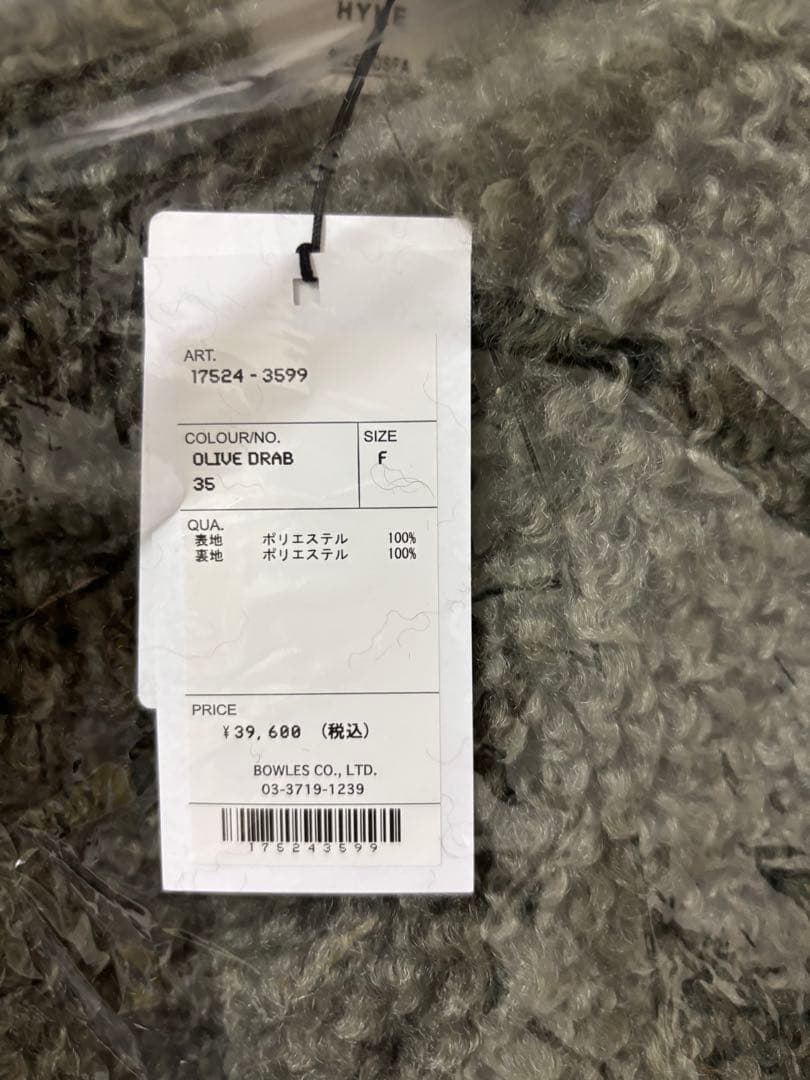 HYKE
ART.
17524-3599
COLOUR/NO.
OLIVE DRAB
35
SIZE
F
QUA.
表地 ポリエステル 100%
裏地 ポリエステル 100%
PRICE
¥39,600 (税込)
BOWLES CO., LTD.
03-3719-1239
175243599